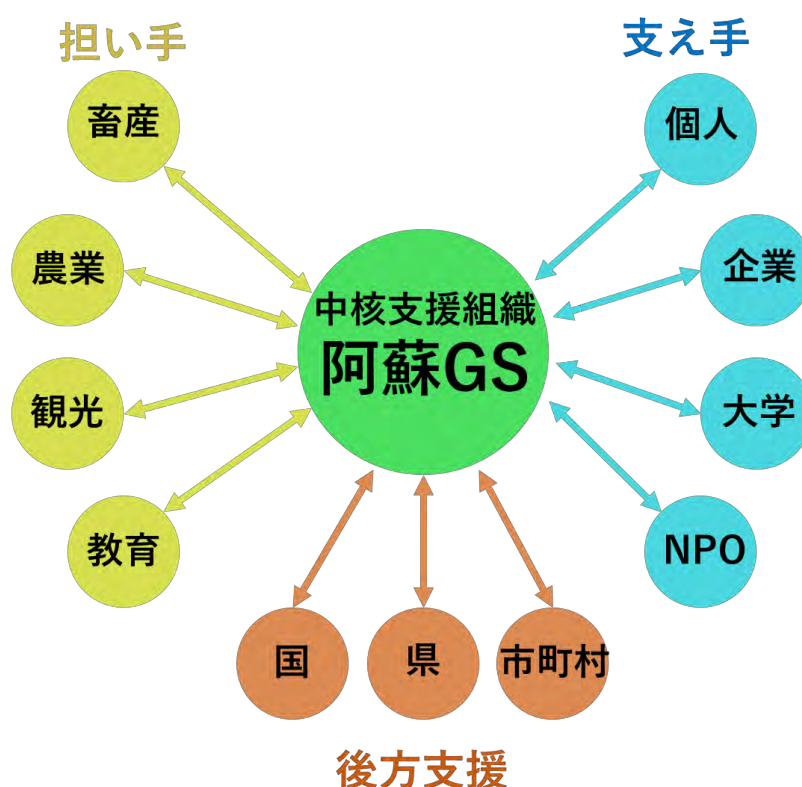 担い手
支え手
畜産
個人
農業
企業
中核支援組織
阿蘇GS
観光
大学
教育
NPO
国
県
市町村
後方支援